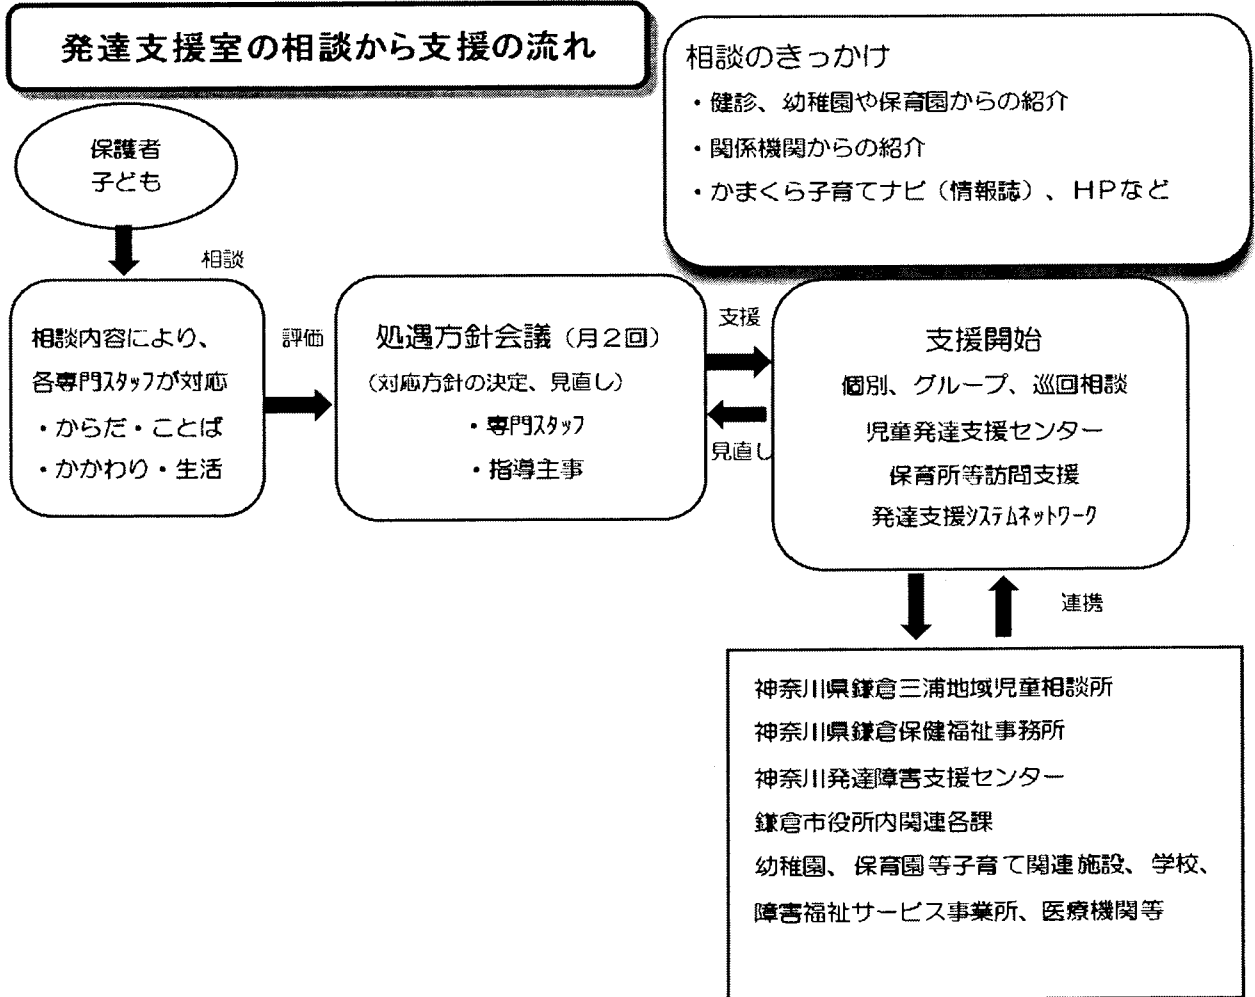 発達支援室の相談から支援の流れ
相談のきっかけ
・健診、幼稚園や保育園からの紹介
・関係機関からの紹介
・かまくら子育てナビ（情報誌）、ＨＰなど
保護者
子ども
相談
相談内容により、
各専門ｽﾀｯﾌが対応
・からだ・ことば
・かかわり・生活
評価
処遇方針会議（月２回）
（対応方針の決定、見直し）
・専門ｽﾀｯﾌ
・指導主事
支援
見直し
支援開始
個別、グループ、巡回相談
児童発達支援センター
保育所等訪問支援
発達支援ｼｽﾃﾑﾈｯﾄﾜｰｸ
連携
神奈川県鎌倉三浦地域児童相談所
神奈川県鎌倉保健福祉事務所
神奈川発達障害支援センター
鎌倉市役所内関連各課
幼稚園、保育園等子育て関連施設、学校、
障害福祉サービス事業所、医療機関等